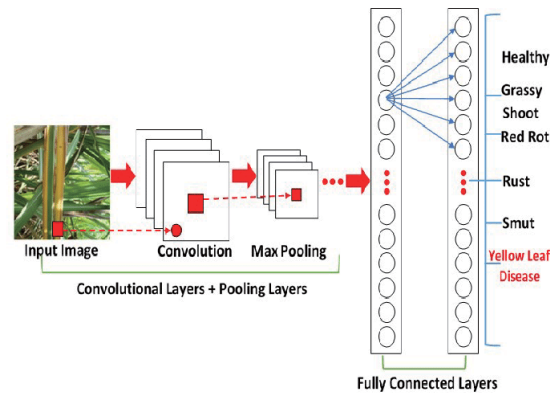 Input Image
Convolution
Max Pooling
Convolutional Layers + Pooling Layers
Healthy
Grassy
Shoot
Red Rot
Rust
Smut
Yellow Leaf
Disease
Fully Connected Layers